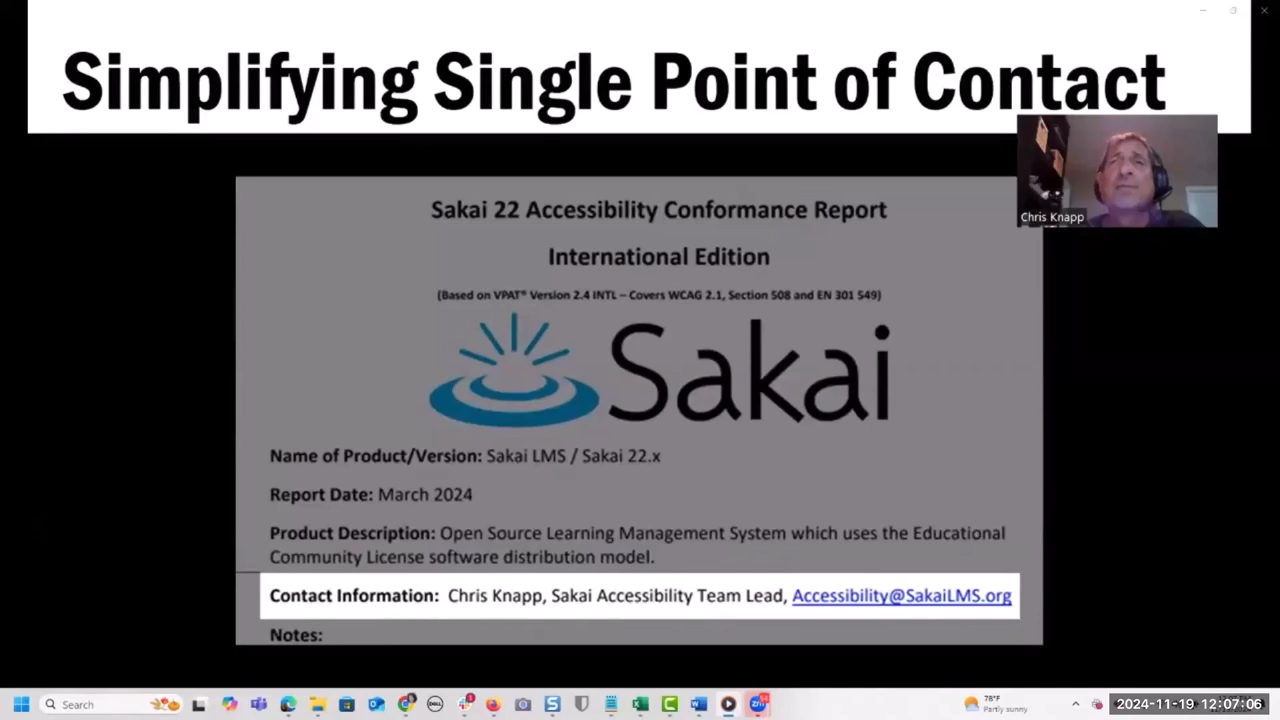 Simplifying Single Point of Contact
Chris Knapp
Sakai 22 Accessibility Conformance Report
International Edition
(Based on VPAT® Version 2.4 INTL – Covers WCAG 2.1, Section 508 and EN 301 549)
Sakai
Name of Product/Version: Sakai LMS / Sakai 22.x
Report Date: March 2024
Product Description: Open Source Learning Management System which uses the Educational
Community License software distribution model.
Contact Information: Chris Knapp, Sakai Accessibility Team Lead, Accessibility@SakaiLMS.org
Notes:
Search
DELL
78°F
Partly sunny
2024-11-19 12:07:06